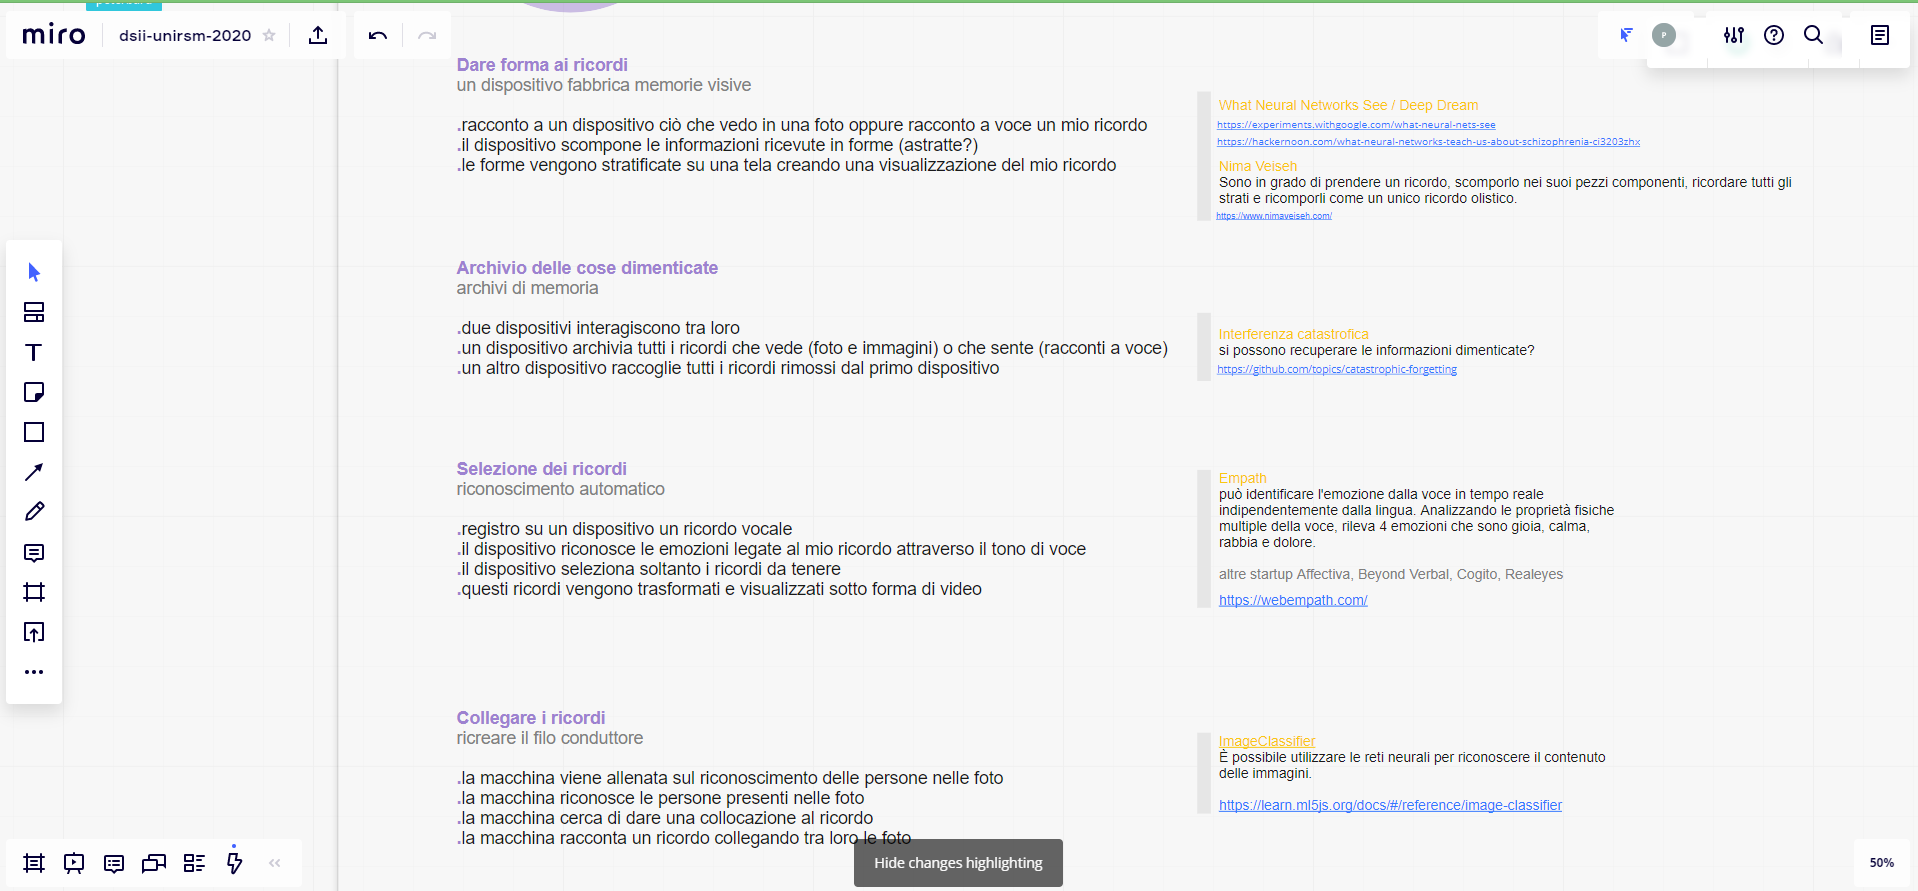 miro
dsii-unirsm-2020
P
Dare forma ai ricordi
un dispositivo fabbrica memorie visive
.racconto a un dispositivo ciò che vedo in una foto oppure racconto a voce un mio ricordo
.il dispositivo scompone le informazioni ricevute in forme (astratte?)
.le forme vengono stratificate su una tela creando una visualizzazione del mio ricordo
What Neural Networks See / Deep Dream
https://experiments.withgoogle.com/what-neural-nets-see
https://hackernoon.com/what-neural-networks-teach-us-about-schizophrenia-ci3203zhx
Nima Veiseh
Sono in grado di prendere un ricordo, scomporlo nei suoi pezzi componenti, ricordare tutti gli
strati e ricomporli come un unico ricordo olistico.
https://www.nimaveiseh.com/
Archivio delle cose dimenticate
archivi di memoria
.due dispositivi interagiscono tra loro
.un dispositivo archivia tutti i ricordi che vede (foto e immagini) o che sente (racconti a voce)
.un altro dispositivo raccoglie tutti i ricordi rimossi dal primo dispositivo
Interferenza catastrofica
si possono recuperare le informazioni dimenticate?
https://github.com/topics/catastrophic-forgetting
Selezione dei ricordi
riconoscimento automatico
.registro su un dispositivo un ricordo vocale
.il dispositivo riconosce le emozioni legate al mio ricordo attraverso il tono di voce
.il dispositivo seleziona soltanto i ricordi da tenere
.questi ricordi vengono trasformati e visualizzati sotto forma di video
Empath
può identificare l'emozione dalla voce in tempo reale
indipendentemente dalla lingua. Analizzando le proprietà fisiche
multiple della voce, rileva 4 emozioni che sono gioia, calma,
rabbia e dolore.
altre startup Affectiva, Beyond Verbal, Cogito, Realeyes
https://webempath.com/
Collegare i ricordi
ricreare il filo conduttore
.la macchina viene allenata sul riconoscimento delle persone nelle foto
.la macchina riconosce le persone presenti nelle foto
.la macchina cerca di dare una collocazione al ricordo
.la macchina racconta un ricordo collegando tra loro le foto
ImageClassifier
È possibile utilizzare le reti neurali per riconoscere il contenuto
delle immagini.
https://learn.ml5js.org/docs/#/reference/image-classifier
Hide changes highlighting
50%